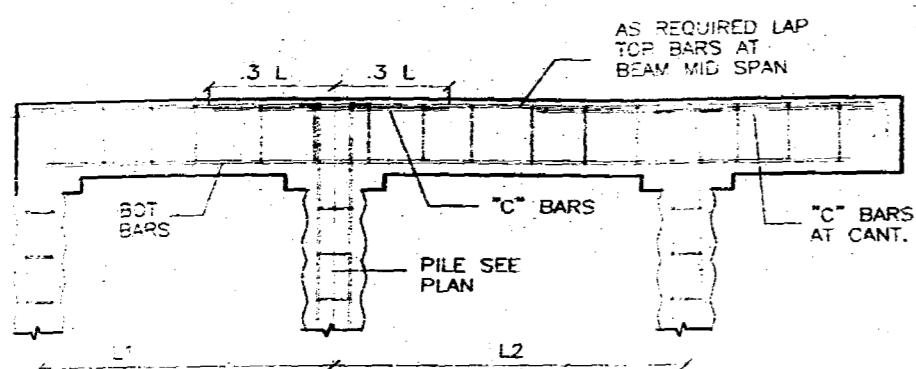 AS REQUIRED LAP
TOP BARS AT
BEAM MID SPAN
.3 L
.3 L
BOT
BARS
"C" BARS
"C" BARS
AT CANT.
PILE SEE
PLAN
L1
L2